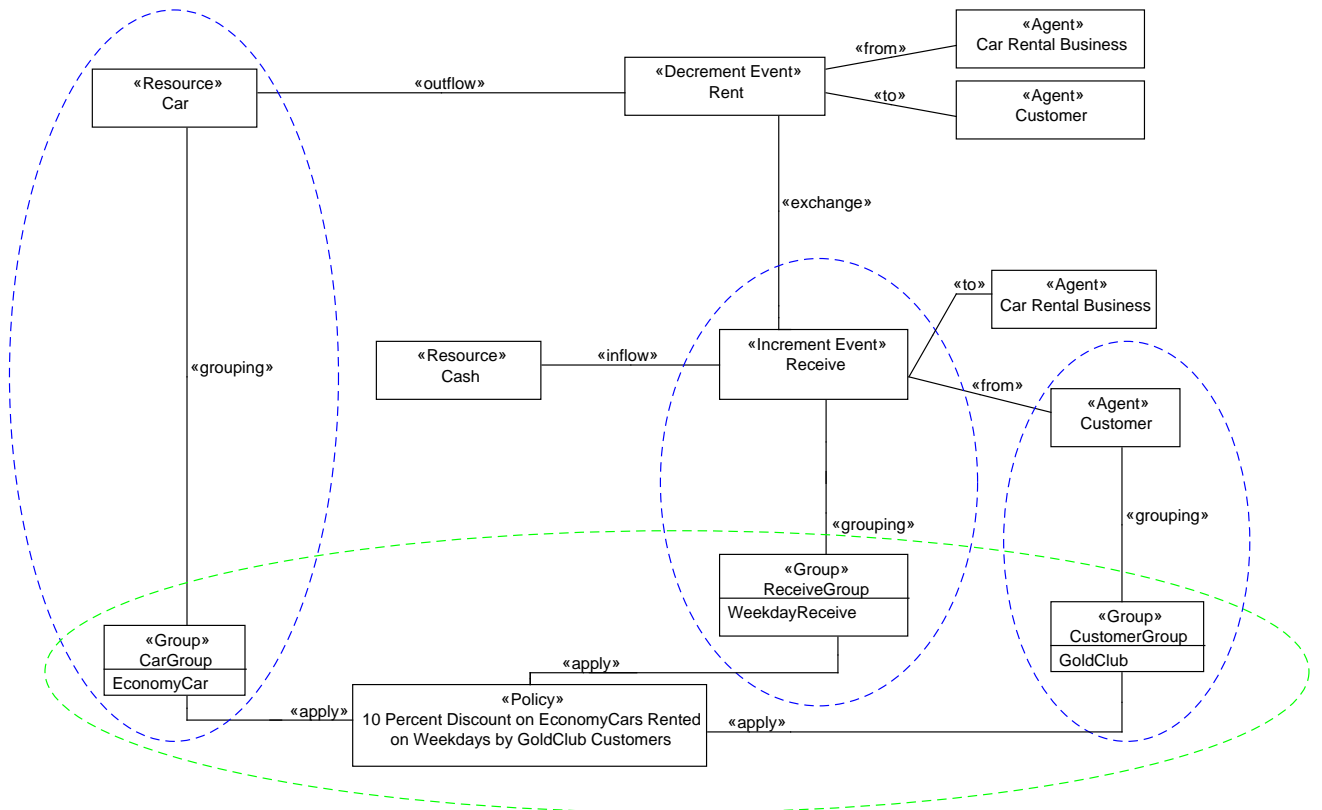 «Agent»
Car Rental Business
«from»
«Resource»
Car
«outflow»
«Decrement Event»
Rent
«to»
«Agent»
Customer
«exchange»
«to»
«Agent»
Car Rental Business
«grouping»
«Resource»
Cash
«inflow»
«Increment Event»
Receive
«from»
«Agent»
Customer
«grouping»
«grouping»
«Group»
ReceiveGroup
WeekdayReceive
«Group»
CustomerGroup
GoldClub
«Group»
CarGroup
EconomyCar
«apply»
«apply»
«Policy»
10 Percent Discount on EconomyCars Rented
on Weekdays by GoldClub Customers
«apply»